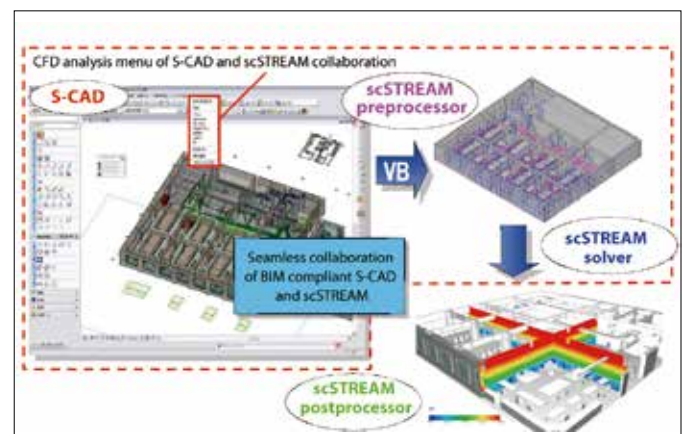 CFD analysis menu of S-CAD and scSTREAM collaboration
S-CAD
scSTREAM
preprocessor
VB
Seamless collaboration
of BIM compliant S-CAD
and scSTREAM
scSTREAM
solver
scSTREAM
postprocessor